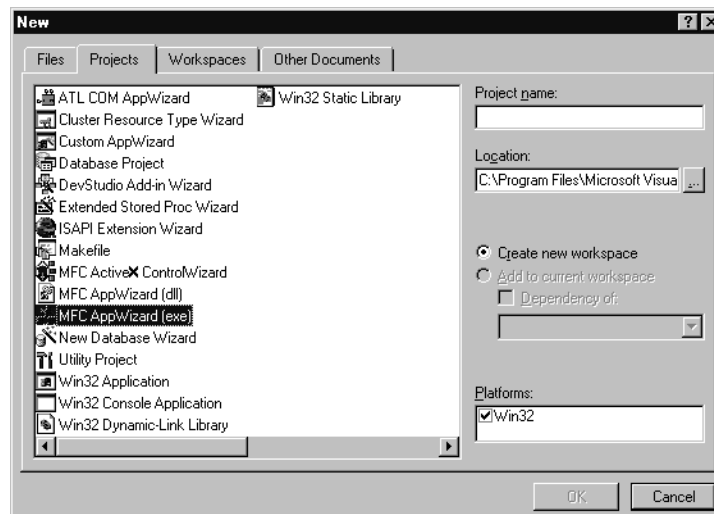 New
Files
Projects
Workspaces
Other Documents
ATL COM AppWizard
Cluster Resource Type Wizard
Custom AppWizard
Database Project
DevStudio Add-in Wizard
Extended Stored Proc Wizard
ISAPI Extension Wizard
Makefile
MFC ActiveX ControlWizard
MFC AppWizard (dll)
MFC AppWizard (exe)
New Database Wizard
Utility Project
Win32 Application
Win32 Console Application
Win32 Dynamic-Link Library
Win32 Static Library
Project name:
Location:
C:\Program Files\Microsoft Visua
...
Create new workspace
Add to current workspace
Dependency of:
Platforms:
Win32
OK
Cancel